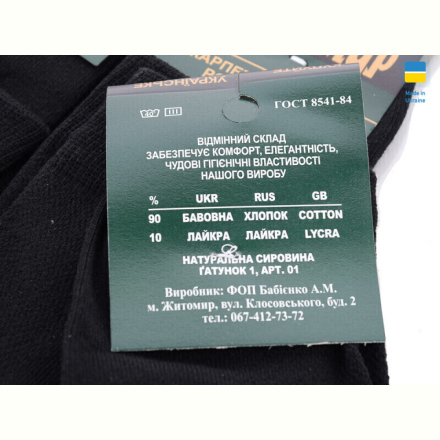 УКРАЇНСЬКЕ
Made in
Ukraine
ГОСТ 8541-84
ВІДМІННИЙ СКЛАД
ЗАБЕЗПЕЧУЄ КОМФОРТ, ЕЛЕГАНТНІСТЬ,
ЧУДОВІ ГІГІЄНІЧНІ ВЛАСТИВОСТІ
НАШОГО ВИРОБУ
% UKR RUS GB
90 БАВОВНА ХЛОПОК COTTON
10 ЛАЙКРА ЛАЙКРА LYCRA
НАТУРАЛЬНА СИРОВИНА
ҐАТУНОК 1, АРТ. 01
Виробник: ФОП Бабієнко А.М.
м. Житомир, вул. Клосовського, буд. 2
тел.: 067-412-73-72